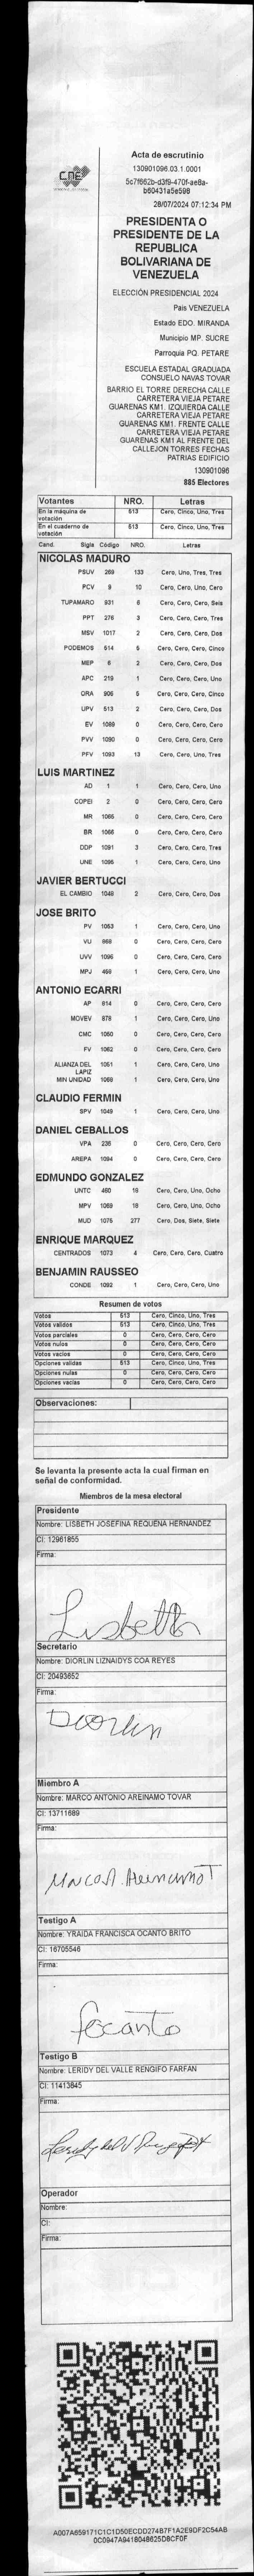 CNE
Acta de escrutinio
130901096.03.1.0001
5c7f662b-d3f9-470f-ae8a-
b60431a5e598
28/07/2024 07:12:34 PM
PRESIDENTA O
PRESIDENTE DE LA
REPUBLICA
BOLIVARIANA DE
VENEZUELA
ELECCIÓN PRESIDENCIAL 2024
Pais VENEZUELA
Estado EDO. MIRANDA
Municipio MP. SUCRE
Parroquia PQ. PETARE
ESCUELA ESTADAL GRADUADA
CONSUELO NAVAS TOVAR
BARRIO EL TORRE DERECHA CALLE
CARRETERA VIEJA PETARE
GUARENAS KM1. IZQUIERDA CALLE
CARRETERA VIEJA PETARE
GUARENAS KM1. FRENTE CALLE
CARRETERA VIEJA PETARE
GUARENAS KM1 AL FRENTE DEL
CALLEJON TORRES FECHAS
PATRIAS EDIFICIO
130901096
885 Electores
Votantes NRO. Letras
En la máquina de votación 513 Cero, Cinco, Uno, Tres
En el cuaderno de votación 513 Cero, Cinco, Uno, Tres
Cand. Sigla Código NRO. Letras
NICOLAS MADURO
PSUV 269 133 Cero, Uno, Tres, Tres
PCV 9 10 Cero, Cero, Uno, Cero
TUPAMARO 931 6 Cero, Cero, Cero, Seis
PPT 276 3 Cero, Cero, Cero, Tres
MSV 1017 2 Cero, Cero, Cero, Dos
PODEMOS 514 5 Cero, Cero, Cero, Cinco
MEP 6 2 Cero, Cero, Cero, Dos
APC 219 1 Cero, Cero, Cero, Uno
ORA 906 5 Cero, Cero, Cero, Cinco
UPV 513 2 Cero, Cero, Cero, Dos
EV 1089 0 Cero, Cero, Cero, Cero
PVV 1090 0 Cero, Cero, Cero, Cero
PFV 1093 13 Cero, Cero, Uno, Tres
LUIS MARTINEZ
AD 1 1 Cero, Cero, Cero, Uno
COPEI 2 0 Cero, Cero, Cero, Cero
MR 1065 0 Cero, Cero, Cero, Cero
BR 1066 0 Cero, Cero, Cero, Cero
DDP 1091 3 Cero, Cero, Cero, Tres
UNE 1095 1 Cero, Cero, Cero, Uno
JAVIER BERTUCCI
EL CAMBIO 1048 2 Cero, Cero, Cero, Dos
JOSE BRITO
PV 1053 1 Cero, Cero, Cero, Uno
VU 868 0 Cero, Cero, Cero, Cero
UVV 1096 0 Cero, Cero, Cero, Cero
MPJ 468 1 Cero, Cero, Cero, Uno
ANTONIO ECARRI
AP 814 0 Cero, Cero, Cero, Cero
MOVEV 878 1 Cero, Cero, Cero, Uno
CMC 1050 0 Cero, Cero, Cero, Cero
FV 1062 0 Cero, Cero, Cero, Cero
ALIANZA DEL LAPIZ 1051 1 Cero, Cero, Cero, Uno
MIN UNIDAD 1068 1 Cero, Cero, Cero, Uno
CLAUDIO FERMIN
SPV 1049 1 Cero, Cero, Cero, Uno
DANIEL CEBALLOS
VPA 236 0 Cero, Cero, Cero, Cero
AREPA 1094 0 Cero, Cero, Cero, Cero
EDMUNDO GONZALEZ
UNTC 460 18 Cero, Cero, Uno, Ocho
MPV 1069 18 Cero, Cero, Uno, Ocho
MUD 1075 277 Cero, Dos, Siete, Siete
ENRIQUE MARQUEZ
CENTRADOS 1073 4 Cero, Cero, Cero, Cuatro
BENJAMIN RAUSSEO
CONDE 1092 1 Cero, Cero, Cero, Uno
Resumen de votos
Votos 513 Cero, Cinco, Uno, Tres
Votos validos 513 Cero, Cinco, Uno, Tres
Votos parciales 0 Cero, Cero, Cero, Cero
Votos nulos 0 Cero, Cero, Cero, Cero
Votos vacios 0 Cero, Cero, Cero, Cero
Opciones validas 513 Cero, Cinco, Uno, Tres
Opciones nulas 0 Cero, Cero, Cero, Cero
Opciones vacias 0 Cero, Cero, Cero, Cero
Observaciones:
Se levanta la presente acta la cual firman en
señal de conformidad.
Miembros de la mesa electoral
Presidente
Nombre: LISBETH JOSEFINA REQUENA HERNANDEZ
CI: 12961855
Firma:
Lisbeth
Secretario
Nombre: DIORLIN LIZNAIDYS COA REYES
CI: 20493652
Firma:
Diorlin
Miembro A
Nombre: MARCO ANTONIO AREINAMO TOVAR
CI: 13711689
Firma:
Marco A. Areinamo T
Testigo A
Nombre: YRAIDA FRANCISCA OCANTO BRITO
CI: 16705546
Firma:
Testigo B
Nombre: LERIDY DEL VALLE RENGIFO FARFAN
CI: 11413845
Firma:
Operador
Nombre:
CI:
Firma:
A007A659171C1C1D50ECDD274B7F1A2E9DF2C54AB
0C0947A9418048625D8CF0F